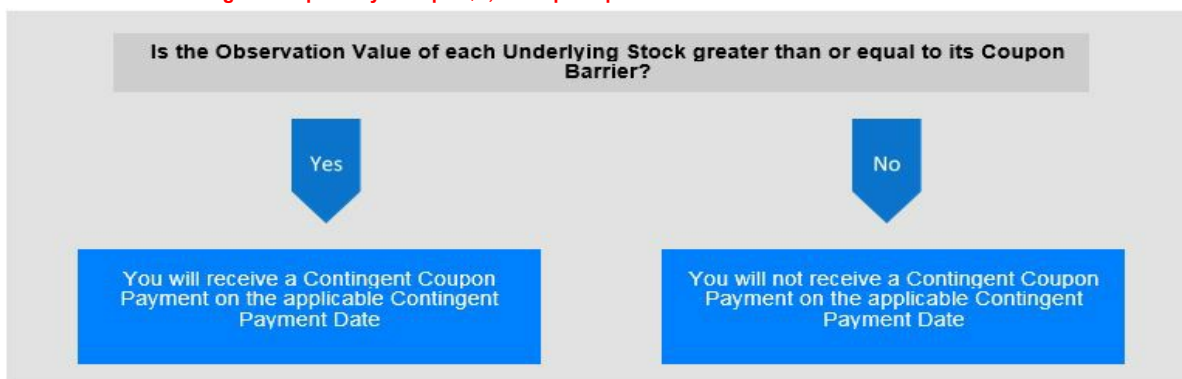 Is the Observation Value of each Underlying Stock greater than or equal to its Coupon
Barrier?
Yes
No
You will receive a Contingent Coupon
Payment on the applicable Contingent
Payment Date
You will not receive a Contingent Coupon
Payment on the applicable Contingent
Payment Date